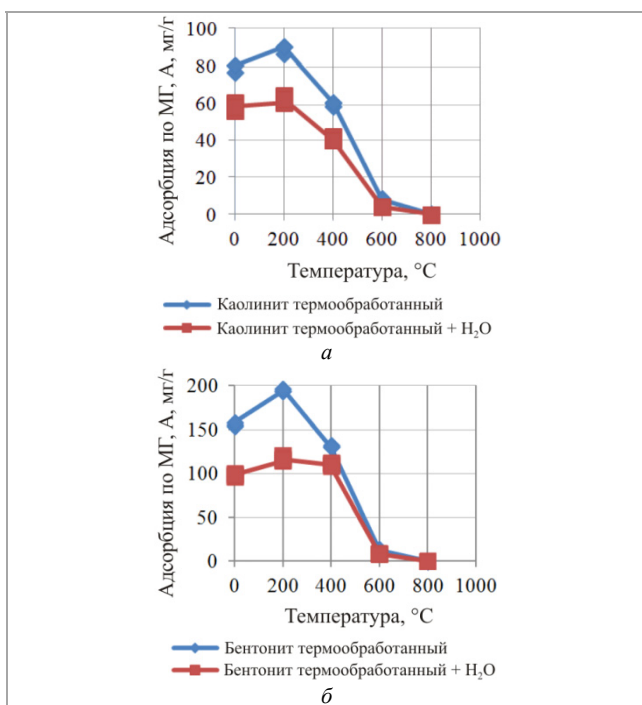 Адсорбция по МГ, А, мг/г
100
80
60
40
20
0
0 200 400 600 800 1000
Температура, °С
Каолинит термообработанный
Каолинит термообработанный + H₂O
а
Адсорбция по МГ, А, мг/г
200
150
100
50
0
0 200 400 600 800 1000
Температура, °С
Бентонит термообработанный
Бентонит термообработанный + H₂O
б